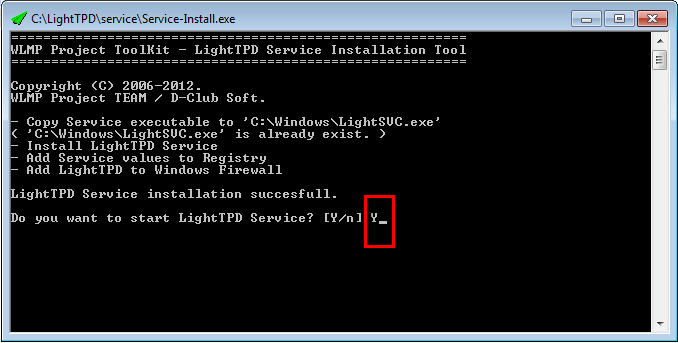 C:\LightTPD\service\Service-Install.exe
=========================================================
WLMP Project ToolKit - LightTPD Service Installation Tool
=========================================================
Copyright (C) 2006-2012.
WLMP Project TEAM / D-Club Soft.
- Copy Service executable to 'C:\Windows\LightSVC.exe'
( 'C:\Windows\LightSVC.exe' is already exist. )
- Install LightTPD Service
- Add Service values to Registry
- Add LightTPD to Windows Firewall
LightTPD Service installation succesfull.
Do you want to start LightTPD Service? [Y/n] Y_